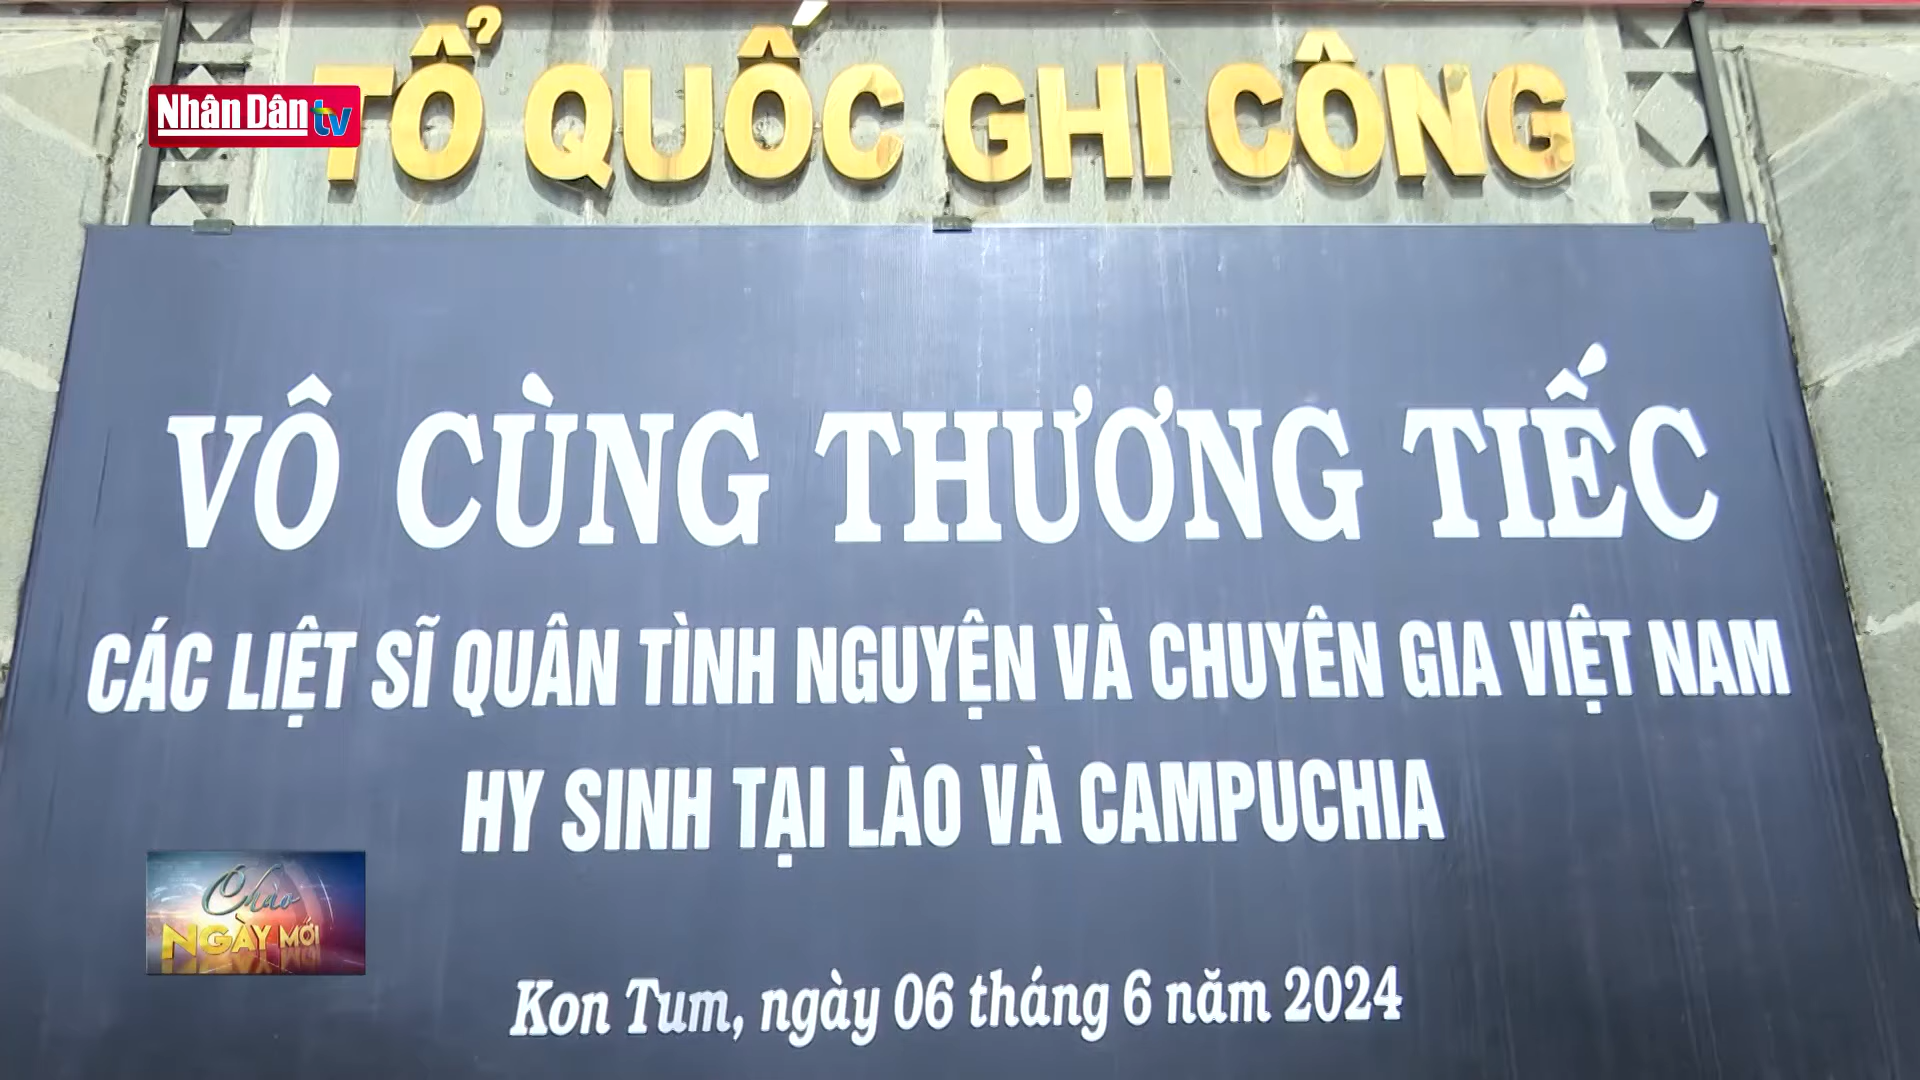 TỔ QUỐC GHI CÔNG
Nhân Dân tv
VÔ CÙNG THƯƠNG TIẾC
CÁC LIỆT SĨ QUÂN TÌNH NGUYỆN VÀ CHUYÊN GIA VIỆT NAM
HY SINH TẠI LÀO VÀ CAMPUCHIA
Chào
NGÀY MỚI
Kon Tum, ngày 06 tháng 6 năm 2024